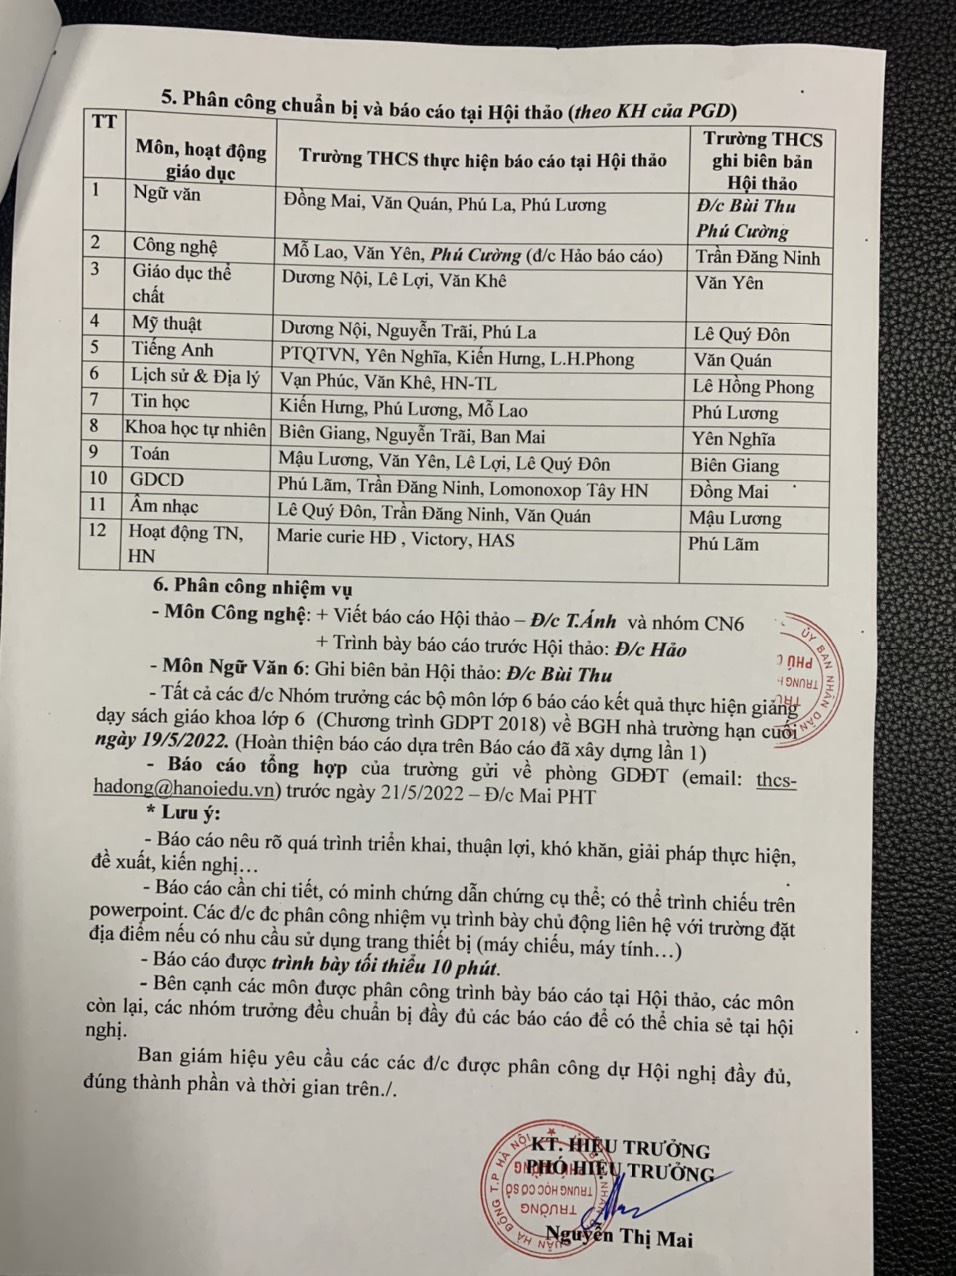 5. Phân công chuẩn bị và báo cáo tại Hội thảo (theo KH của PGD)
TT
Môn, hoạt động giáo dục
Trường THCS thực hiện báo cáo tại Hội thảo
Trường THCS ghi biên bản Hội thảo
1 Ngữ văn Đồng Mai, Văn Quán, Phú La, Phú Lương Đ/c Bùi Thu
Phú Cường
2 Công nghệ Mỗ Lao, Văn Yên, Phú Cường (đ/c Hảo báo cáo) Trần Đăng Ninh
3 Giáo dục thể chất Dương Nội, Lê Lợi, Văn Khê Văn Yên
4 Mỹ thuật Dương Nội, Nguyễn Trãi, Phú La Lê Quý Đôn
5 Tiếng Anh PTQTVN, Yên Nghĩa, Kiến Hưng, L.H.Phong Văn Quán
6 Lịch sử & Địa lý Vạn Phúc, Văn Khê, HN-TL Lê Hồng Phong
7 Tin học Kiến Hưng, Phú Lương, Mỗ Lao Phú Lương
8 Khoa học tự nhiên Biên Giang, Nguyễn Trãi, Ban Mai Yên Nghĩa
9 Toán Mậu Lương, Văn Yên, Lê Lợi, Lê Quý Đôn Biên Giang
10 GDCD Phú Lãm, Trần Đăng Ninh, Lomonoxop Tây HN Đồng Mai
11 Âm nhạc Lê Quý Đôn, Trần Đăng Ninh, Văn Quán Mậu Lương
12 Hoạt động TN, HN Marie curie HĐ , Victory, HAS Phú Lãm
6. Phân công nhiệm vụ
- Môn Công nghệ: + Viết báo cáo Hội thảo – Đ/c T.Ánh và nhóm CN6
+ Trình bày báo cáo trước Hội thảo: Đ/c Hảo
- Môn Ngữ Văn 6: Ghi biên bản Hội thảo: Đ/c Bùi Thu
- Tất cả các đ/c Nhóm trưởng các bộ môn lớp 6 báo cáo kết quả thực hiện giảng
dạy sách giáo khoa lớp 6 (Chương trình GDPT 2018) về BGH nhà trường hạn cuối
ngày 19/5/2022. (Hoàn thiện báo cáo dựa trên Báo cáo đã xây dựng lần 1)
- Báo cáo tổng hợp của trường gửi về phòng GDĐT (email: thcs-
hadong@hanoiedu.vn) trước ngày 21/5/2022 – Đ/c Mai PHT
* Lưu ý:
- Báo cáo nêu rõ quá trình triển khai, thuận lợi, khó khăn, giải pháp thực hiện,
đề xuất, kiến nghị…
- Báo cáo cần chi tiết, có minh chứng dẫn chứng cụ thể; có thể trình chiếu trên
powerpoint. Các đ/c đc phân công nhiệm vụ trình bày chủ động liên hệ với trường đặt
địa điểm nếu có nhu cầu sử dụng trang thiết bị (máy chiếu, máy tính…)
- Báo cáo được trình bày tối thiểu 10 phút.
- Bên cạnh các môn được phân công trình bày báo cáo tại Hội thảo, các môn
còn lại, các nhóm trưởng đều chuẩn bị đầy đủ các báo cáo để có thể chia sẻ tại hội
nghị.
Ban giám hiệu yêu cầu các các đ/c được phân công dự Hội nghị đầy đủ,
đúng thành phần và thời gian trên./.
KT. HIỆU TRƯỞNG
PHÓ HIỆU TRƯỞNG
TRƯỜNG
TRUNG HỌC CƠ SỞ
QUẬN HÀ ĐÔNG T.P HÀ NỘI
Nguyễn Thị Mai
ỦY BAN NHÂN DÂN